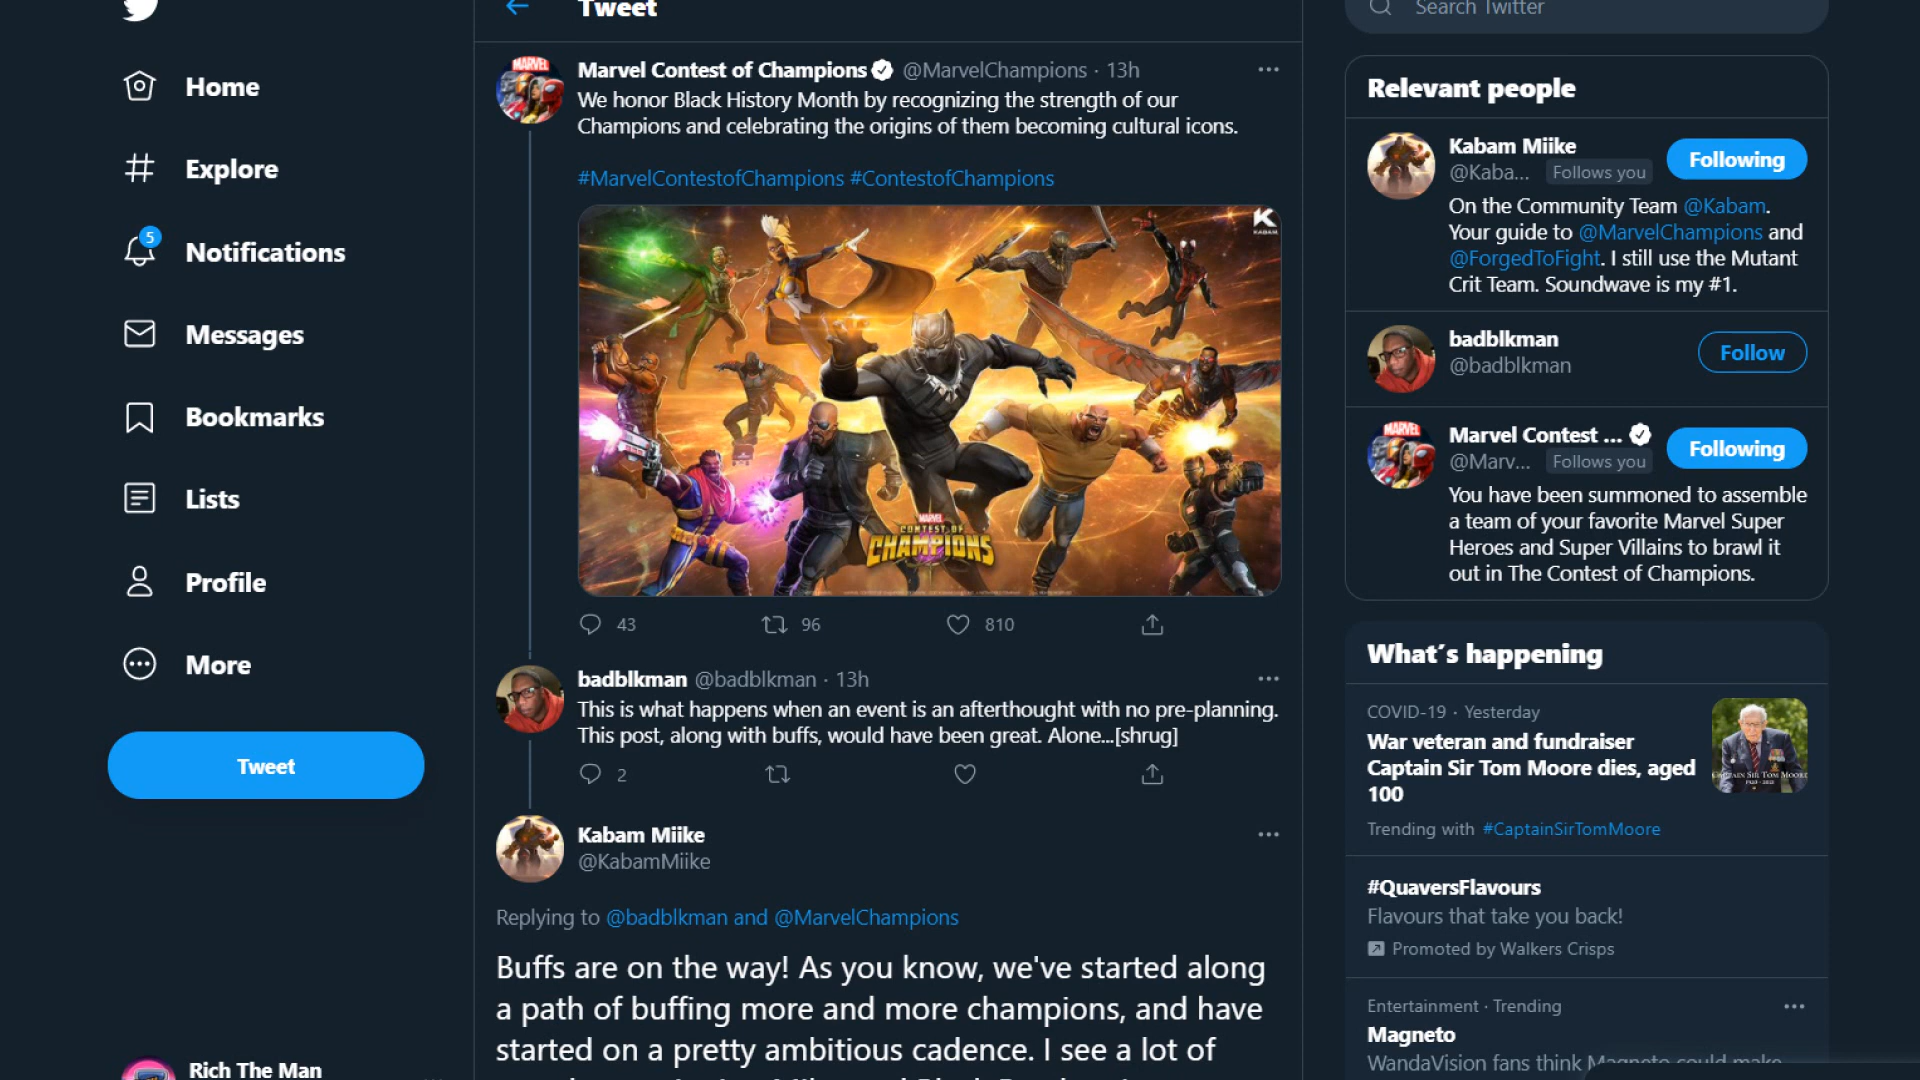 Tweet
Search Twitter
Home
Explore
5
Notifications
Messages
Bookmarks
Lists
Profile
More
Tweet
Rich The Man
Marvel Contest of Champions @MarvelChampions · 13h
We honor Black History Month by recognizing the strength of our
Champions and celebrating the origins of them becoming cultural icons.
#MarvelContestofChampions #ContestofChampions
K
KABAM
MARVEL
CONTEST OF
CHAMPIONS
43 96 810
badblkman @badblkman · 13h
This is what happens when an event is an afterthought with no pre-planning.
This post, along with buffs, would have been great. Alone...[shrug]
2
Kabam Miike
@KabamMiike
Replying to @badblkman and @MarvelChampions
Buffs are on the way! As you know, we've started along
a path of buffing more and more champions, and have
started on a pretty ambitious cadence. I see a lot of
Relevant people
Kabam Miike
@Kaba... Follows you
Following
On the Community Team @Kabam.
Your guide to @MarvelChampions and
@ForgedToFight. I still use the Mutant
Crit Team. Soundwave is my #1.
badblkman
@badblkman
Follow
MARVEL
Marvel Contest ...
@Marv... Follows you
Following
You have been summoned to assemble
a team of your favorite Marvel Super
Heroes and Super Villains to brawl it
out in The Contest of Champions.
What's happening
COVID-19 · Yesterday
War veteran and fundraiser
Captain Sir Tom Moore dies, aged
100
CAPTAIN SIR TOM MOORE
Trending with #CaptainSirTomMoore
#QuaversFlavours
Flavours that take you back!
Promoted by Walkers Crisps
Entertainment · Trending
Magneto
WandaVision fans think Magneto could make